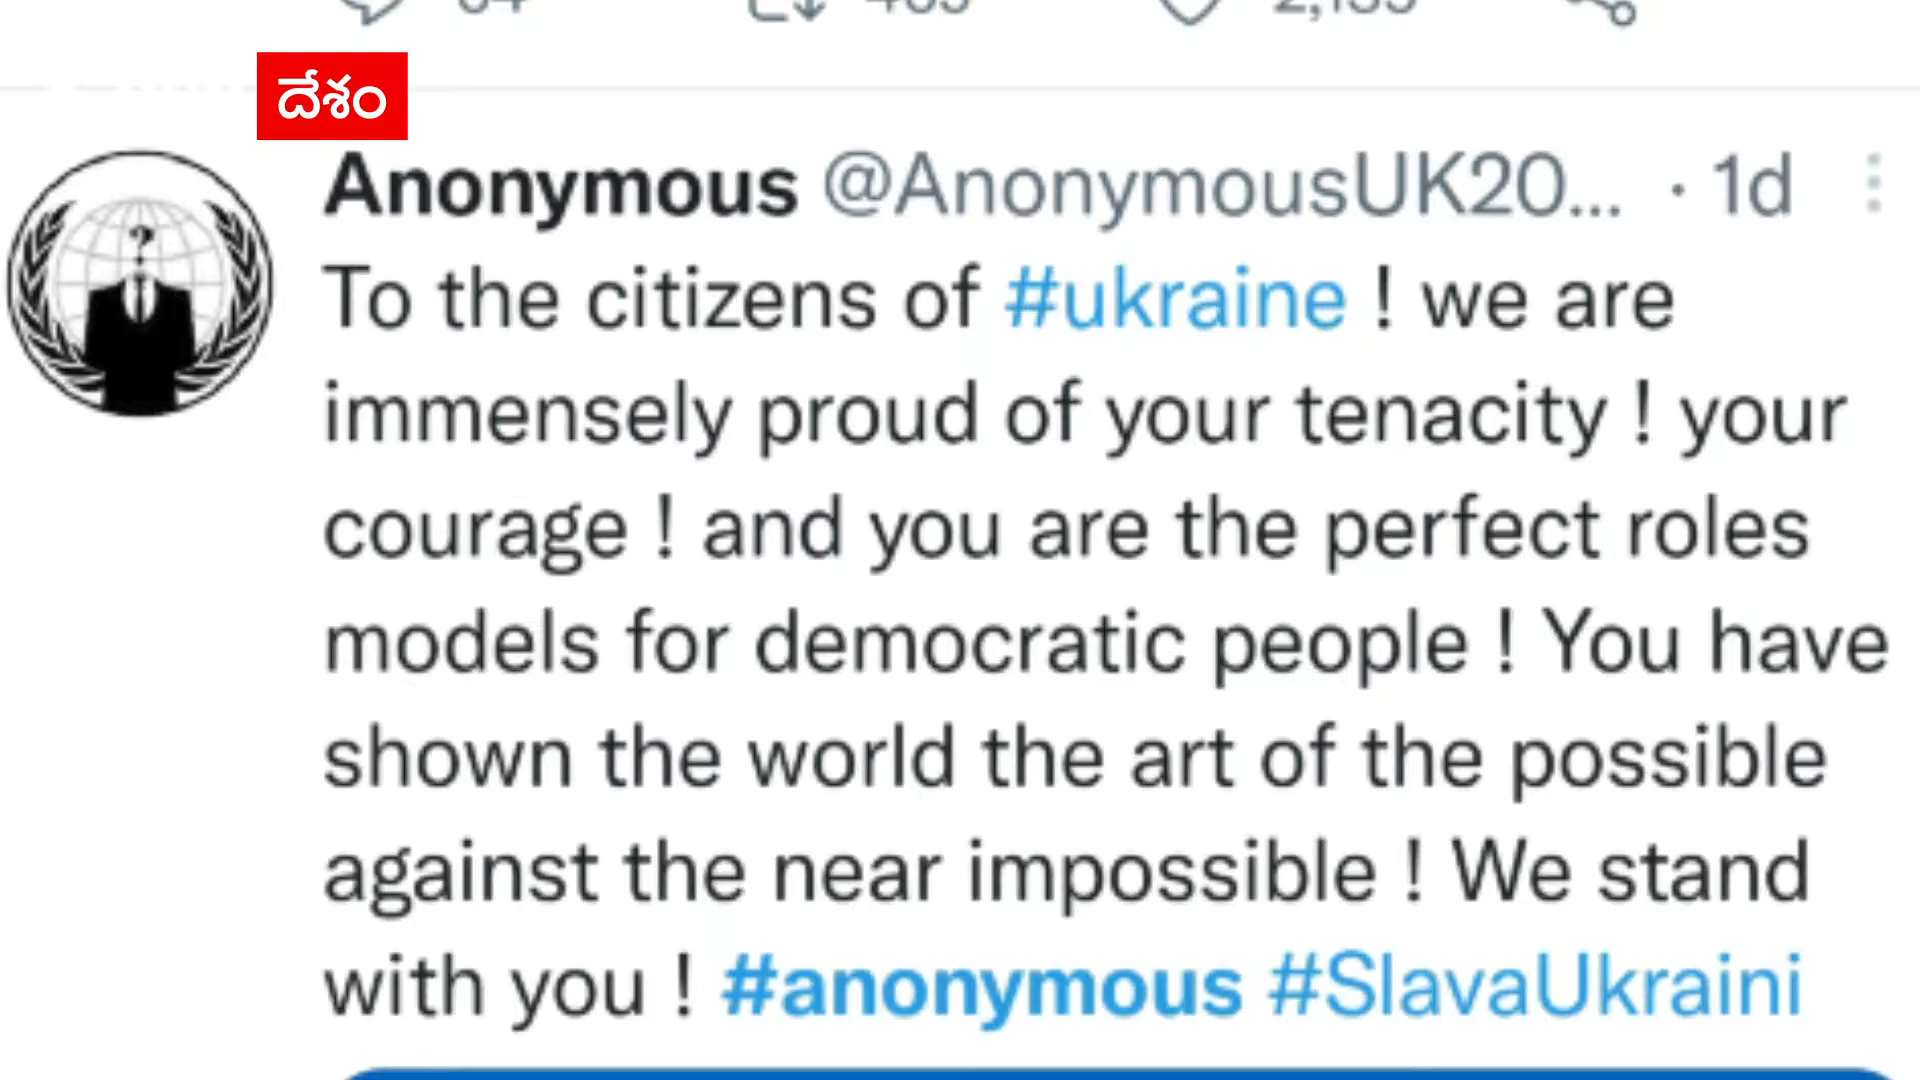 దేశం
Anonymous @AnonymousUK20... · 1d
To the citizens of #ukraine ! we are
immensely proud of your tenacity ! your
courage ! and you are the perfect roles
models for democratic people ! You have
shown the world the art of the possible
against the near impossible ! We stand
with you ! #anonymous #SlavaUkraini